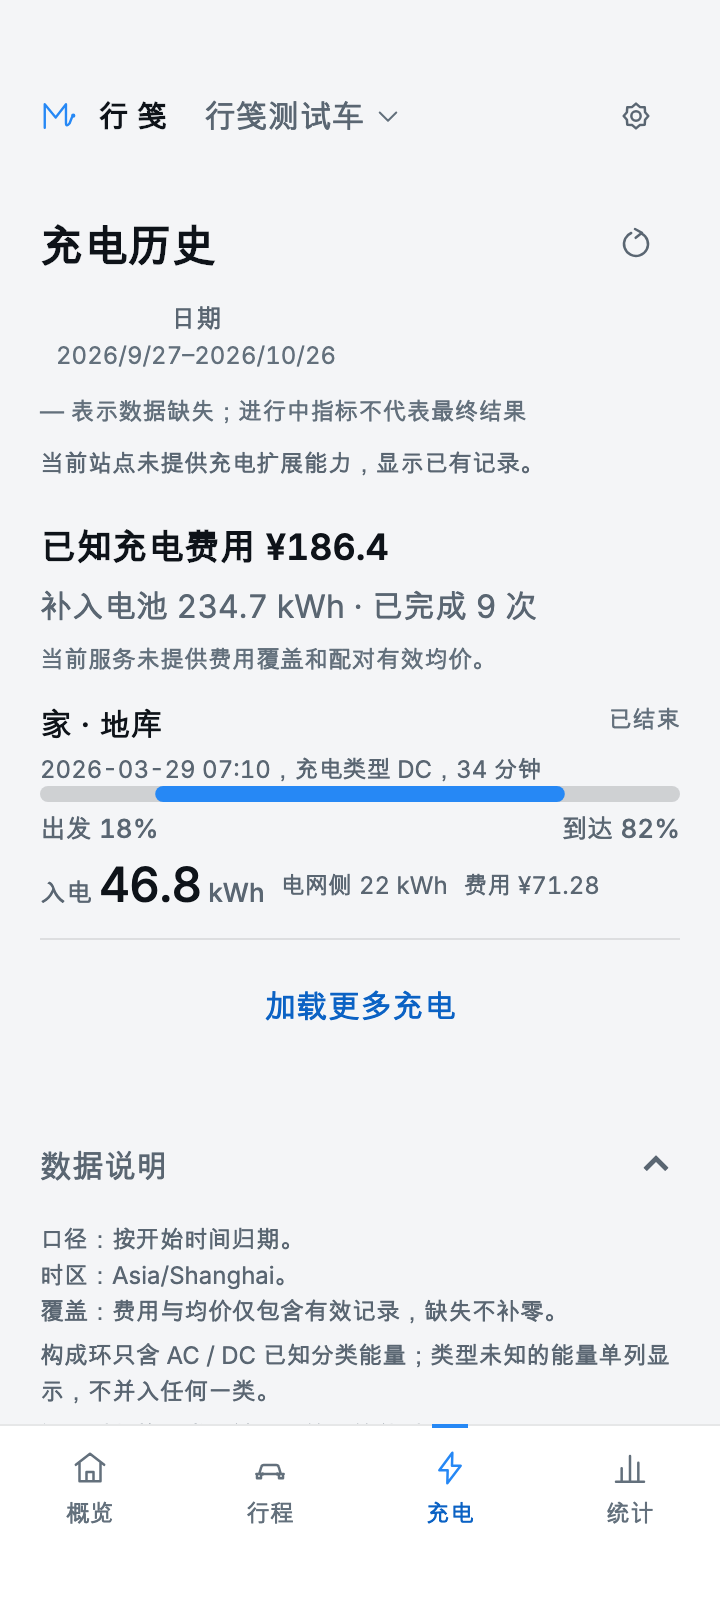 行 笺 行笺测试车
充电历史
日期
2026/9/27–2026/10/26
— 表示数据缺失；进行中指标不代表最终结果
当前站点未提供充电扩展能力，显示已有记录。
已知充电费用 ¥186.4
补入电池 234.7 kWh · 已完成 9 次
当前服务未提供费用覆盖和配对有效均价。
家 · 地库 已结束
2026-03-29 07:10，充电类型 DC，34 分钟
出发 18% 到达 82%
入电 46.8 kWh 电网侧 22 kWh 费用 ¥71.28
加载更多充电
数据说明
口径：按开始时间归期。
时区：Asia/Shanghai。
覆盖：费用与均价仅包含有效记录，缺失不补零。
构成环只含 AC / DC 已知分类能量；类型未知的能量单列显
示，不并入任何一类。
概览 行程 充电 统计